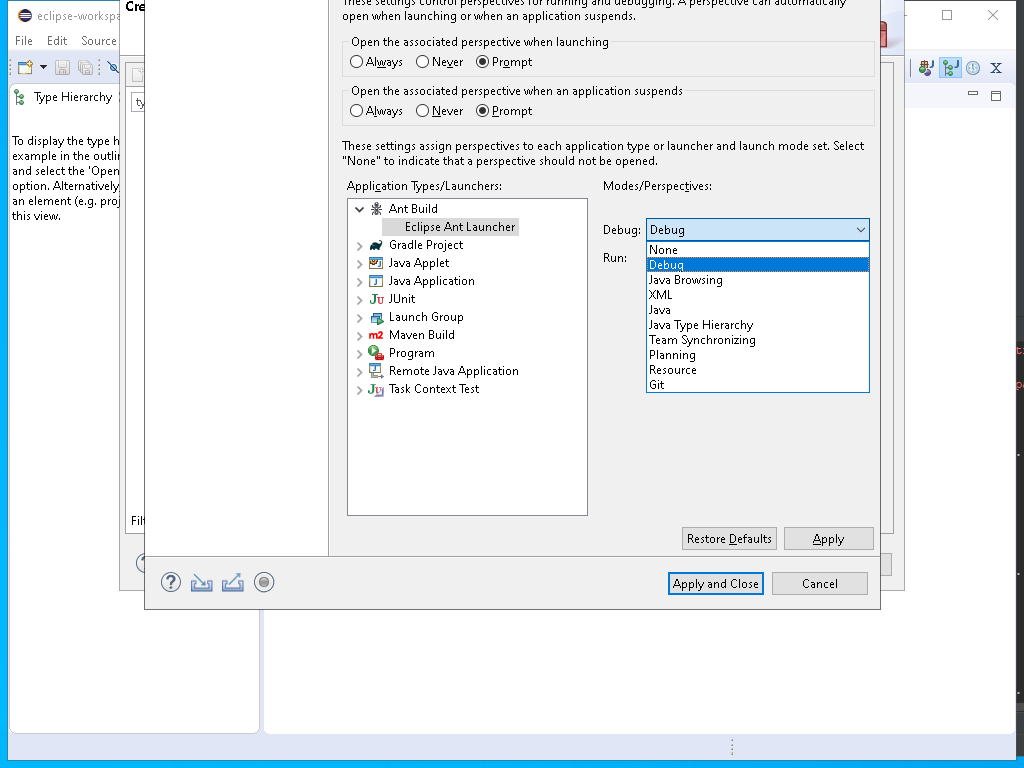 eclipse-workspa
Cre
These settings control perspectives for running and debugging. A perspective can automatically
open when launching or when an application suspends.
File Edit Source
Open the associated perspective when launching
Always Never Prompt
Open the associated perspective when an application suspends
Always Never Prompt
Type Hierarchy
ty
To display the type h
example in the outlin
and select the 'Open
option. Alternatively
an element (e.g. proj
this view.
These settings assign perspectives to each application type or launcher and launch mode set. Select
"None" to indicate that a perspective should not be opened.
Application Types/Launchers:
Modes/Perspectives:
Ant Build
Eclipse Ant Launcher
Gradle Project
Java Applet
Java Application
JUnit
Launch Group
Maven Build
Program
Remote Java Application
Task Context Test
Debug: Debug
Run:
None
Debug
Java Browsing
XML
Java
Java Type Hierarchy
Team Synchronizing
Planning
Resource
Git
Filt
Restore Defaults Apply
Apply and Close Cancel